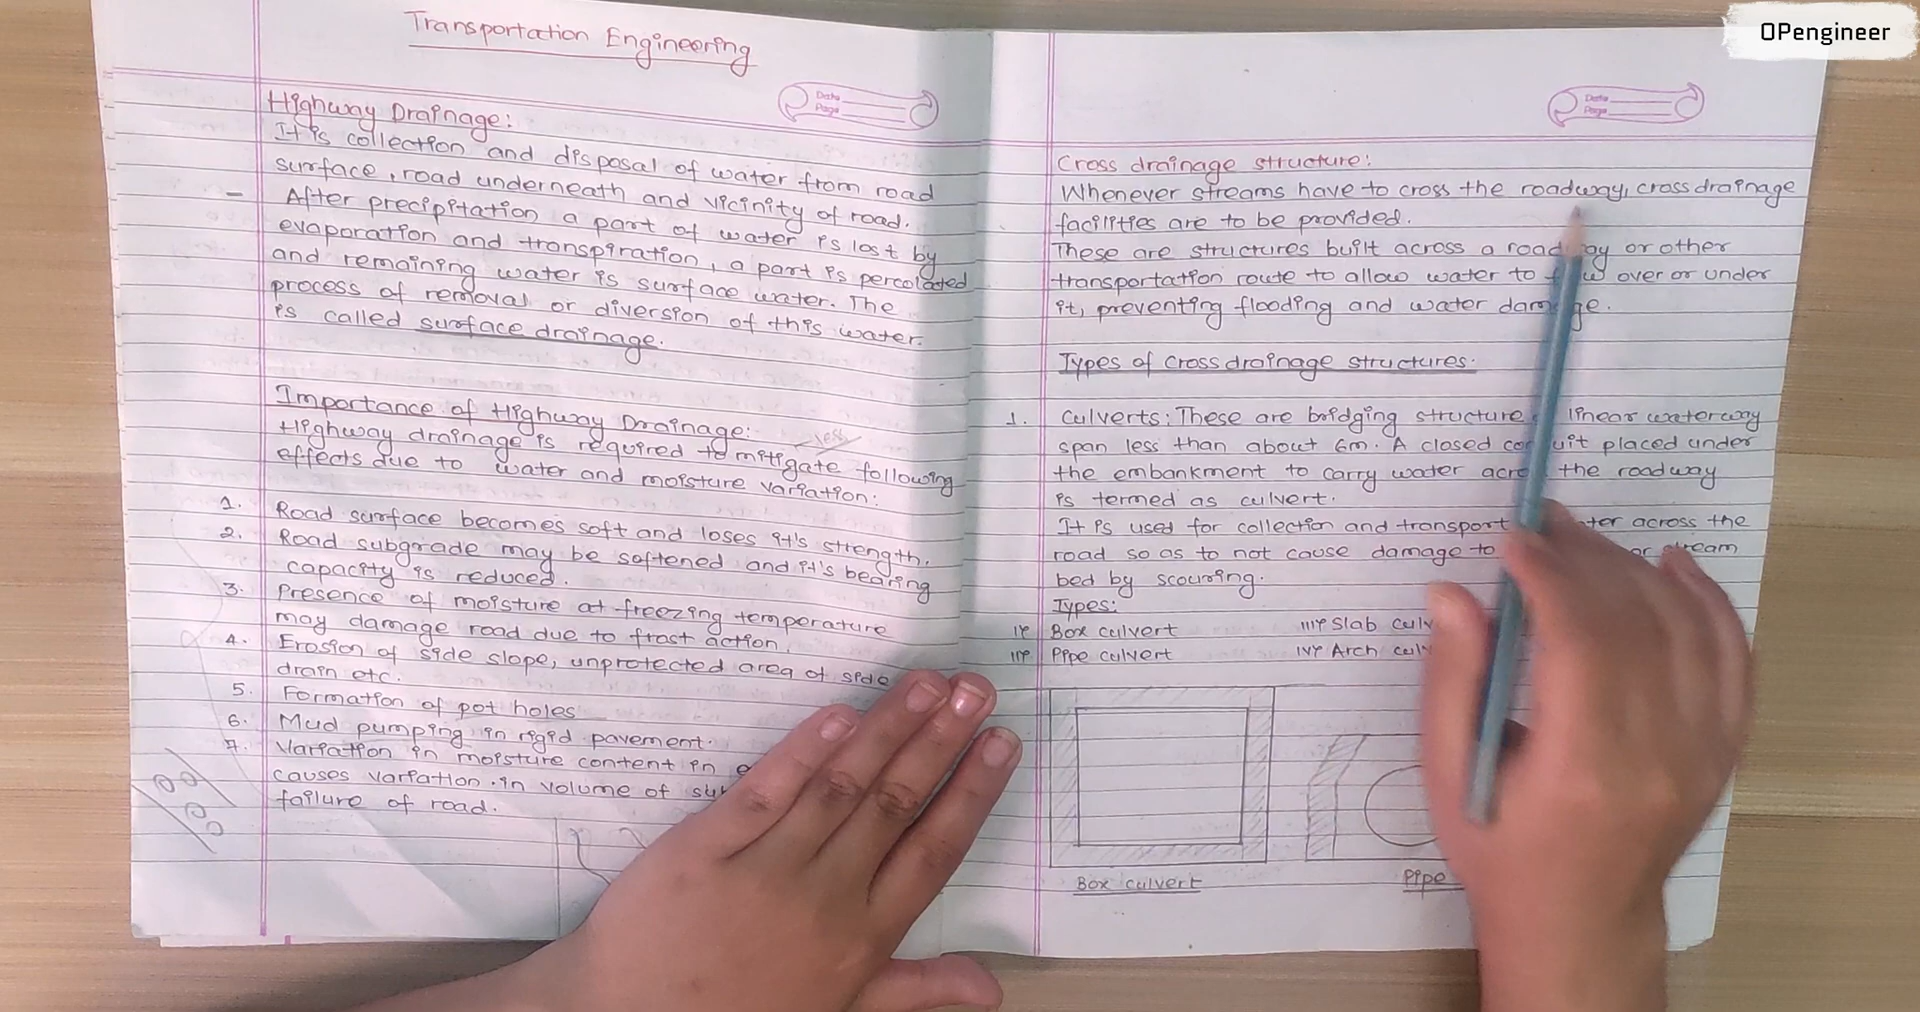 OPengineer
Transportation Engineering
Date
Page
Highway Drainage:
It is collection and disposal of water from road
surface, road underneath and vicinity of road.
- After precipitation a part of water is lost by
evaporation and transpiration, a part is percolated
and remaining water is surface water. The
process of removal or diversion of this water.
is called surface drainage.
Importance of Highway Drainage:
Highway drainage is required to mitigate following
effects due to water and moisture variation:
1. Road surface becomes soft and loses it's strength.
2. Road subgrade may be softened and it's bearing
capacity is reduced.
3. Presence of moisture at freezing temperature
may damage road due to frost action.
4. Erosion of side slope, unprotected area of side
drain etc.
5. Formation of pot holes
6. Mud pumping in rigid pavement.
7. Variation in moisture content in
causes variation in volume of
failure of road.
Date
Page
Cross drainage structure:
Whenever streams have to cross the roadway, cross drainage
facilities are to be provided.
These are structures built across a or other
transportation route to allow water to over or under
it, preventing flooding and water
Types of cross drainage structures.
1. Culverts: These are bridging structure linear waterway
span less than about 6m. A closed placed under
the embankment to carry water the roadway
is termed as culvert.
It is used for collection and transport across the
road so as to not cause damage to or stream
bed by scouring.
Types:
i) Box culvert iii) Slab
ii) Pipe culvert iv) Arch
Box culvert
Pipe